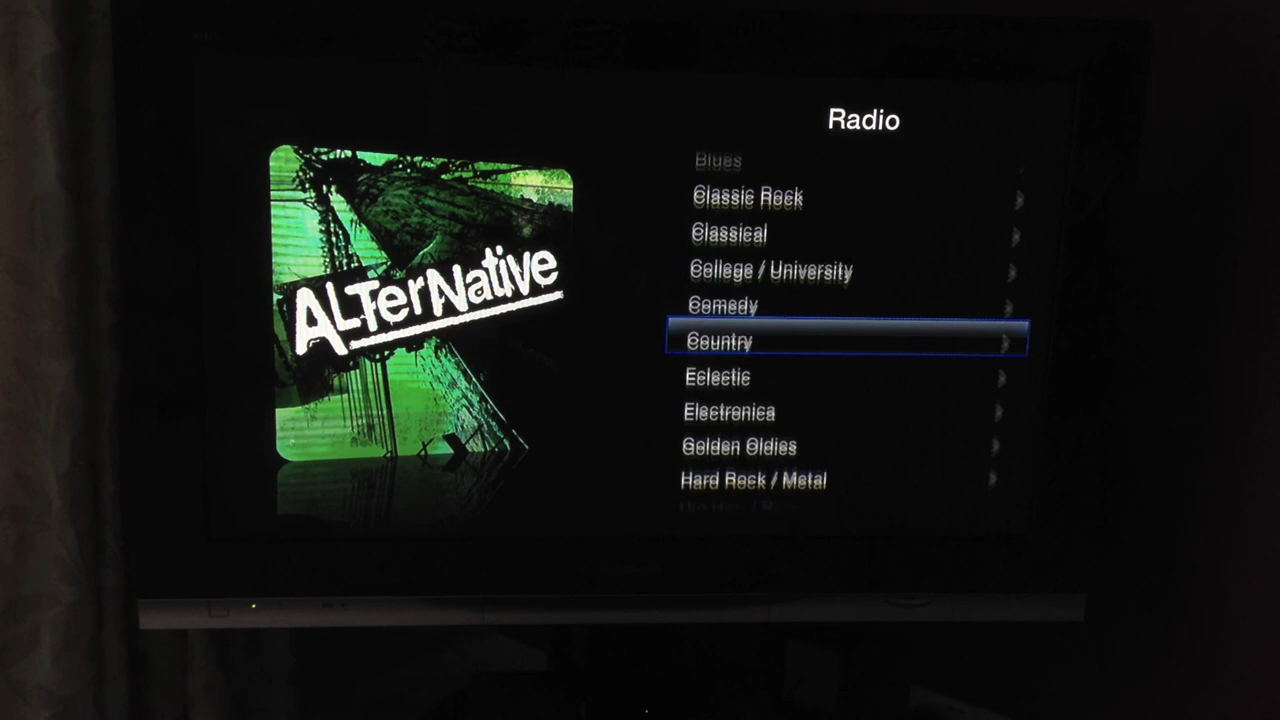 Radio
Blues
Classic Rock
Classical
College / University
Comedy
Country
Eclectic
Electronica
Golden Oldies
Hard Rock / Metal
AlterNative